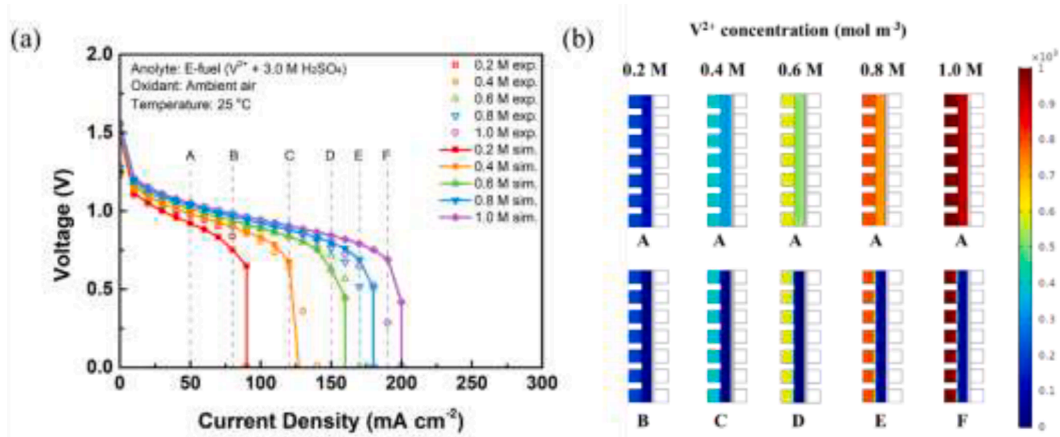 (a)
2.0
1.5
1.0
0.5
0.0
Voltage (V)
Anolyte: E-fuel (V²⁺ + 3.0 M H₂SO₄)
Oxidant: Ambient air
Temperature: 25 °C
0.2 M exp.
0.4 M exp.
0.6 M exp.
0.8 M exp.
1.0 M exp.
0.2 M sim.
0.4 M sim.
0.6 M sim.
0.8 M sim.
1.0 M sim.
A B C D E F
0 50 100 150 200 250 300
Current Density (mA cm⁻²)
(b)
V²⁺ concentration (mol m⁻³)
0.2 M 0.4 M 0.6 M 0.8 M 1.0 M
A A A A A
B C D E F
×10³
1
0.9
0.8
0.7
0.6
0.5
0.4
0.3
0.2
0.1
0